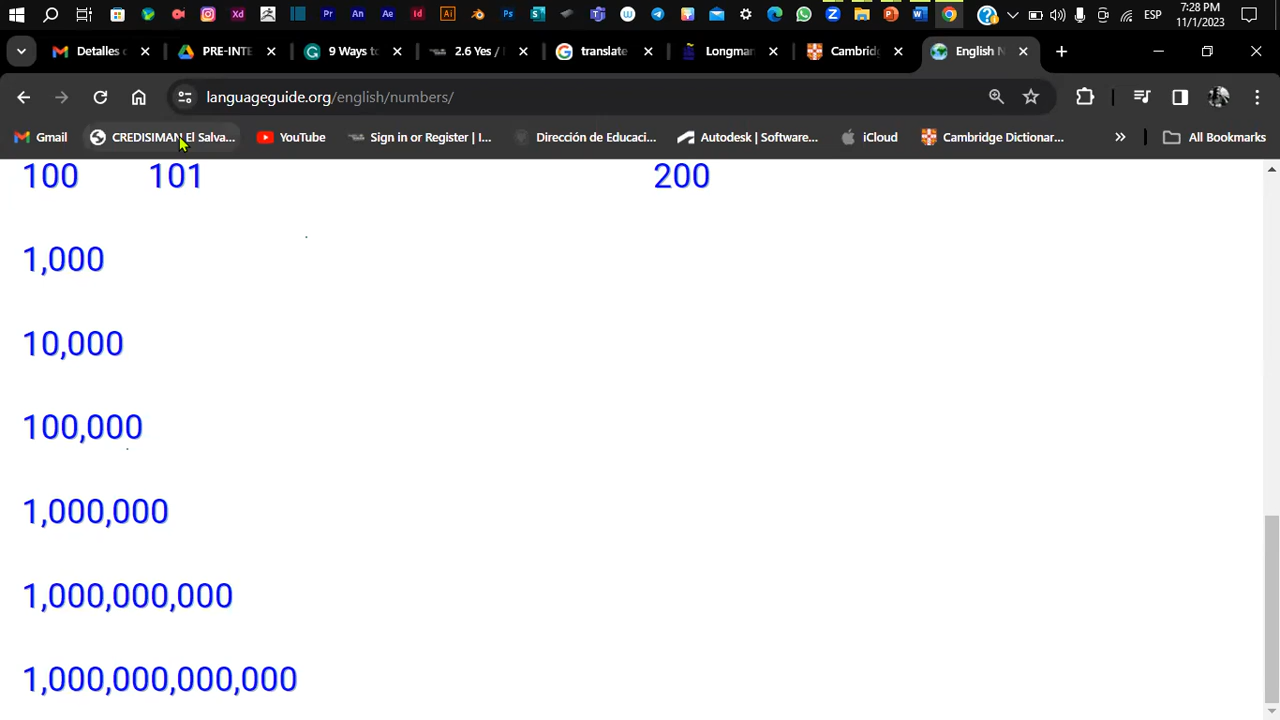 ESP
7:28 PM
11/1/2023
Detalles
PRE-INTE
9 Ways to
2.6 Yes /
translate
Longma
Cambrid
English N
languageguide.org/english/numbers/
Gmail
CREDISIMAN El Salva...
YouTube
Sign in or Register | I...
Dirección de Educaci...
Autodesk | Software...
iCloud
Cambridge Dictionar...
All Bookmarks
100 101 200
1,000
10,000
100,000
1,000,000
1,000,000,000
1,000,000,000,000